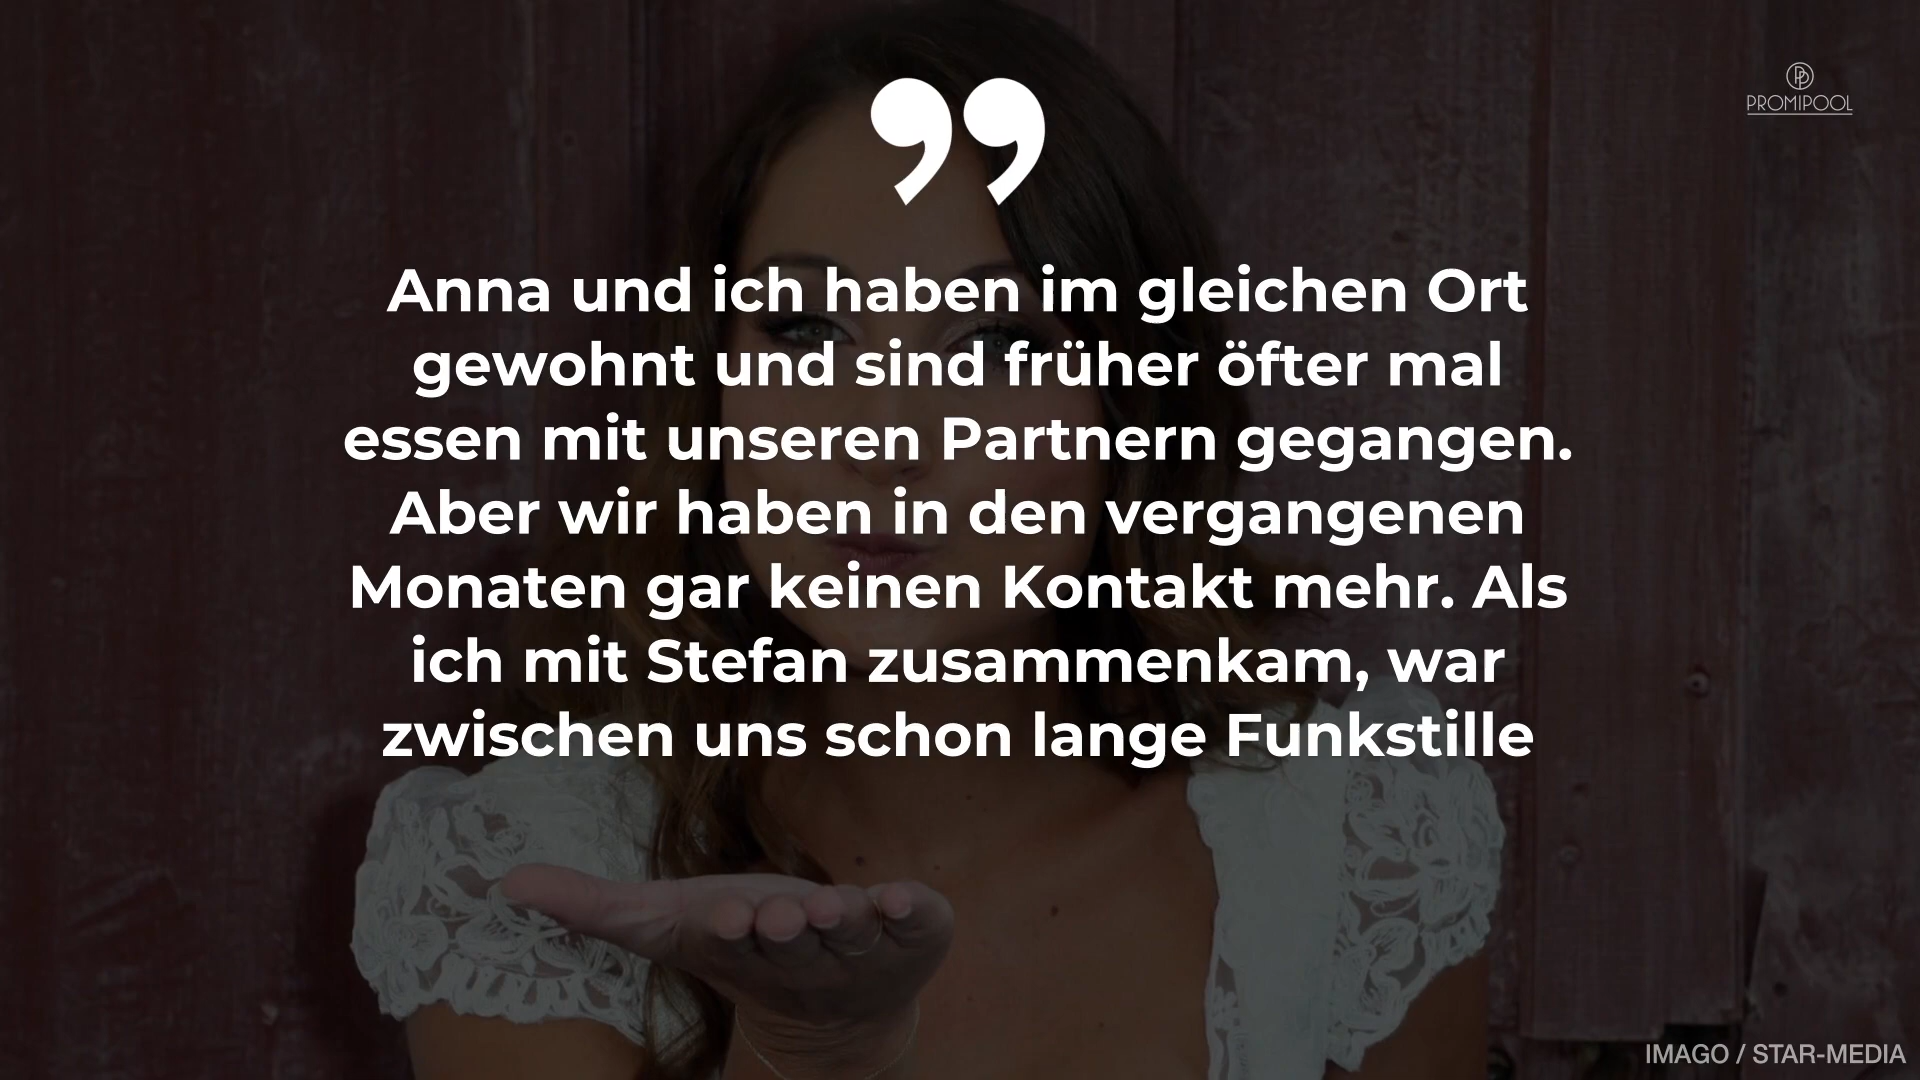 PROMIPOOL
”
Anna und ich haben im gleichen Ort
gewohnt und sind früher öfter mal
essen mit unseren Partnern gegangen.
Aber wir haben in den vergangenen
Monaten gar keinen Kontakt mehr. Als
ich mit Stefan zusammenkam, war
zwischen uns schon lange Funkstille
IMAGO / STAR-MEDIA